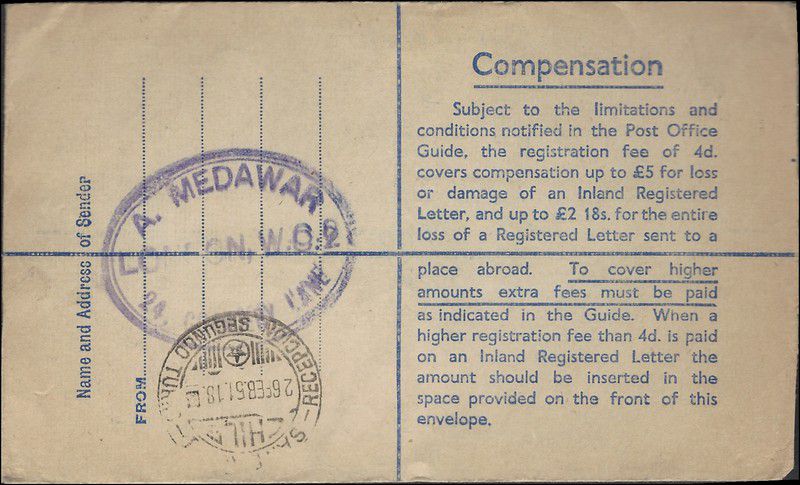 Name and Address of Sender
FROM
A. MEDAWAR
LONDON, W.C.2
24, LANE
RECEPCION SEGUNDO
26 FEB 51.18
Compensation
Subject to the limitations and
conditions notified in the Post Office
Guide, the registration fee of 4d.
covers compensation up to £5 for loss
or damage of an Inland Registered
Letter, and up to £2 18s. for the entire
loss of a Registered Letter sent to a
place abroad. To cover higher
amounts extra fees must be paid
as indicated in the Guide. When a
higher registration fee than 4d. is paid
on an Inland Registered Letter the
amount should be inserted in the
space provided on the front of this
envelope.